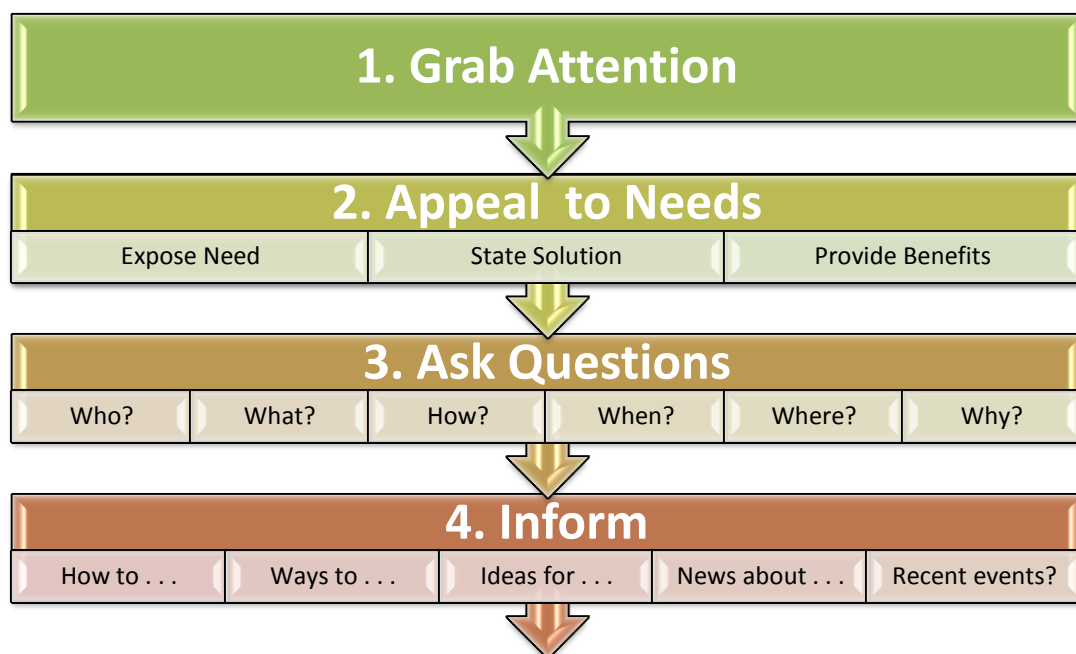 1. Grab Attention
2. Appeal  to Needs
Expose Need State Solution Provide Benefits
3. Ask Questions
Who? What? How? When? Where? Why?
4. Inform
How to . . . Ways to . . . Ideas for . . . News about . . . Recent events?